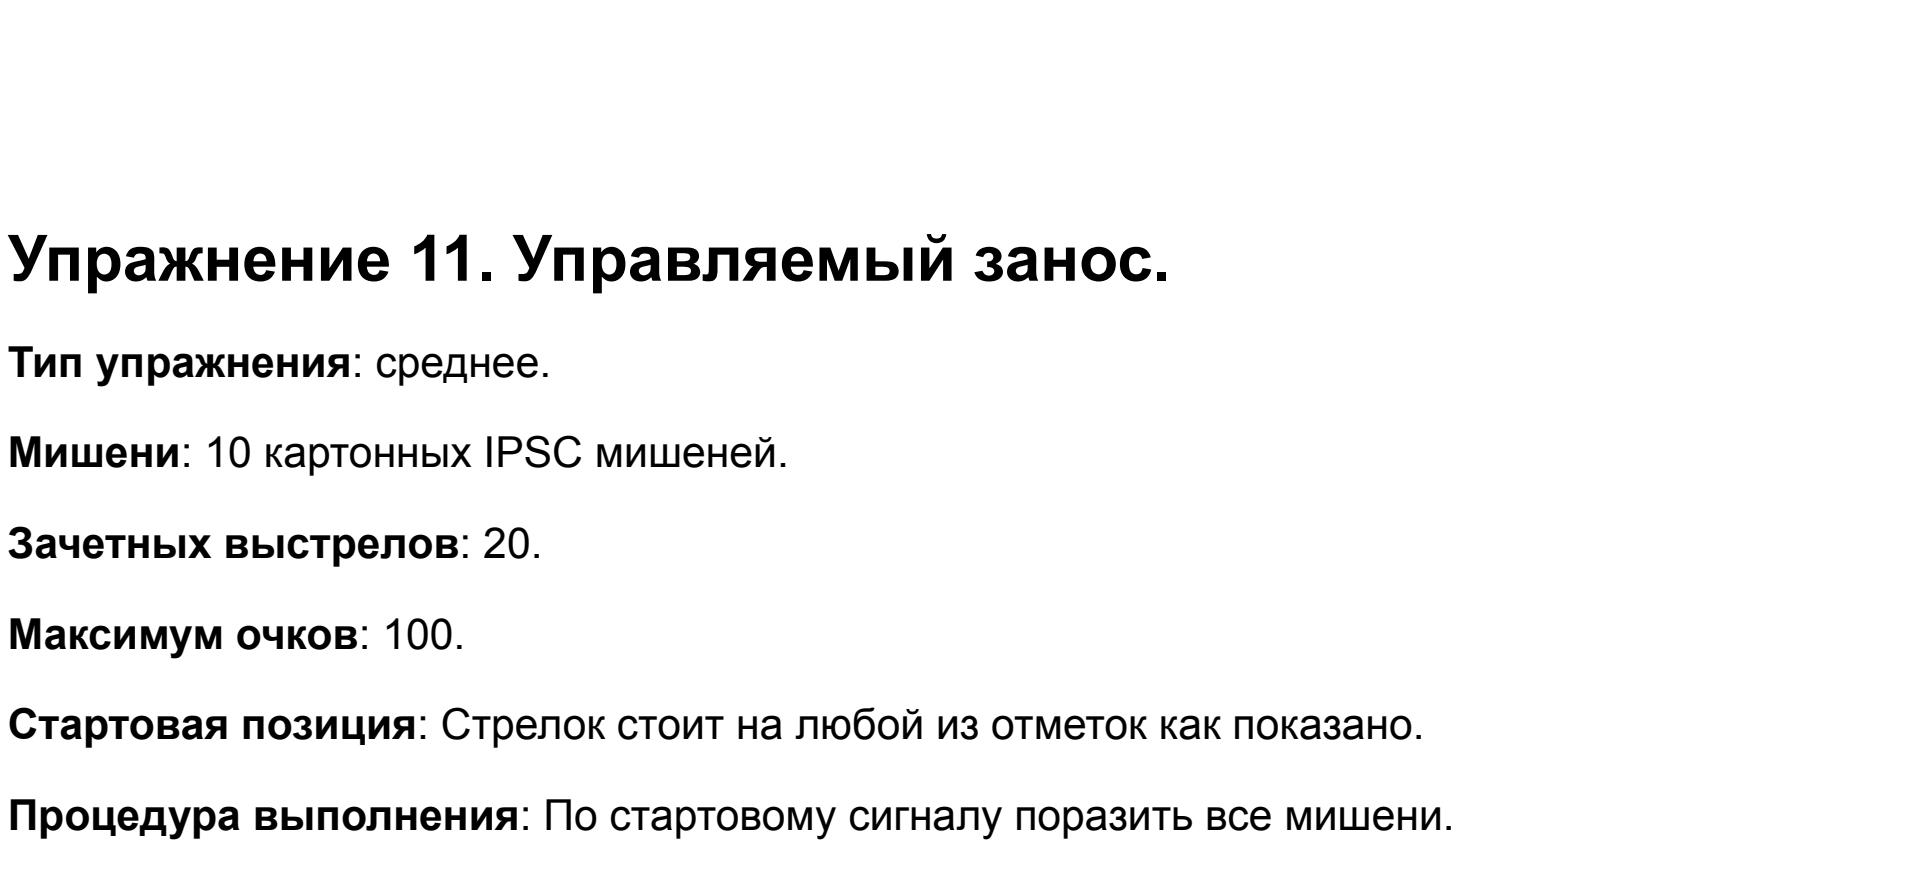 Упражнение 11. Управляемый занос.
Тип упражнения: среднее.
Мишени: 10 картонных IPSC мишеней.
Зачетных выстрелов: 20.
Максимум очков: 100.
Стартовая позиция: Стрелок стоит на любой из отметок как показано.
Процедура выполнения: По стартовому сигналу поразить все мишени.